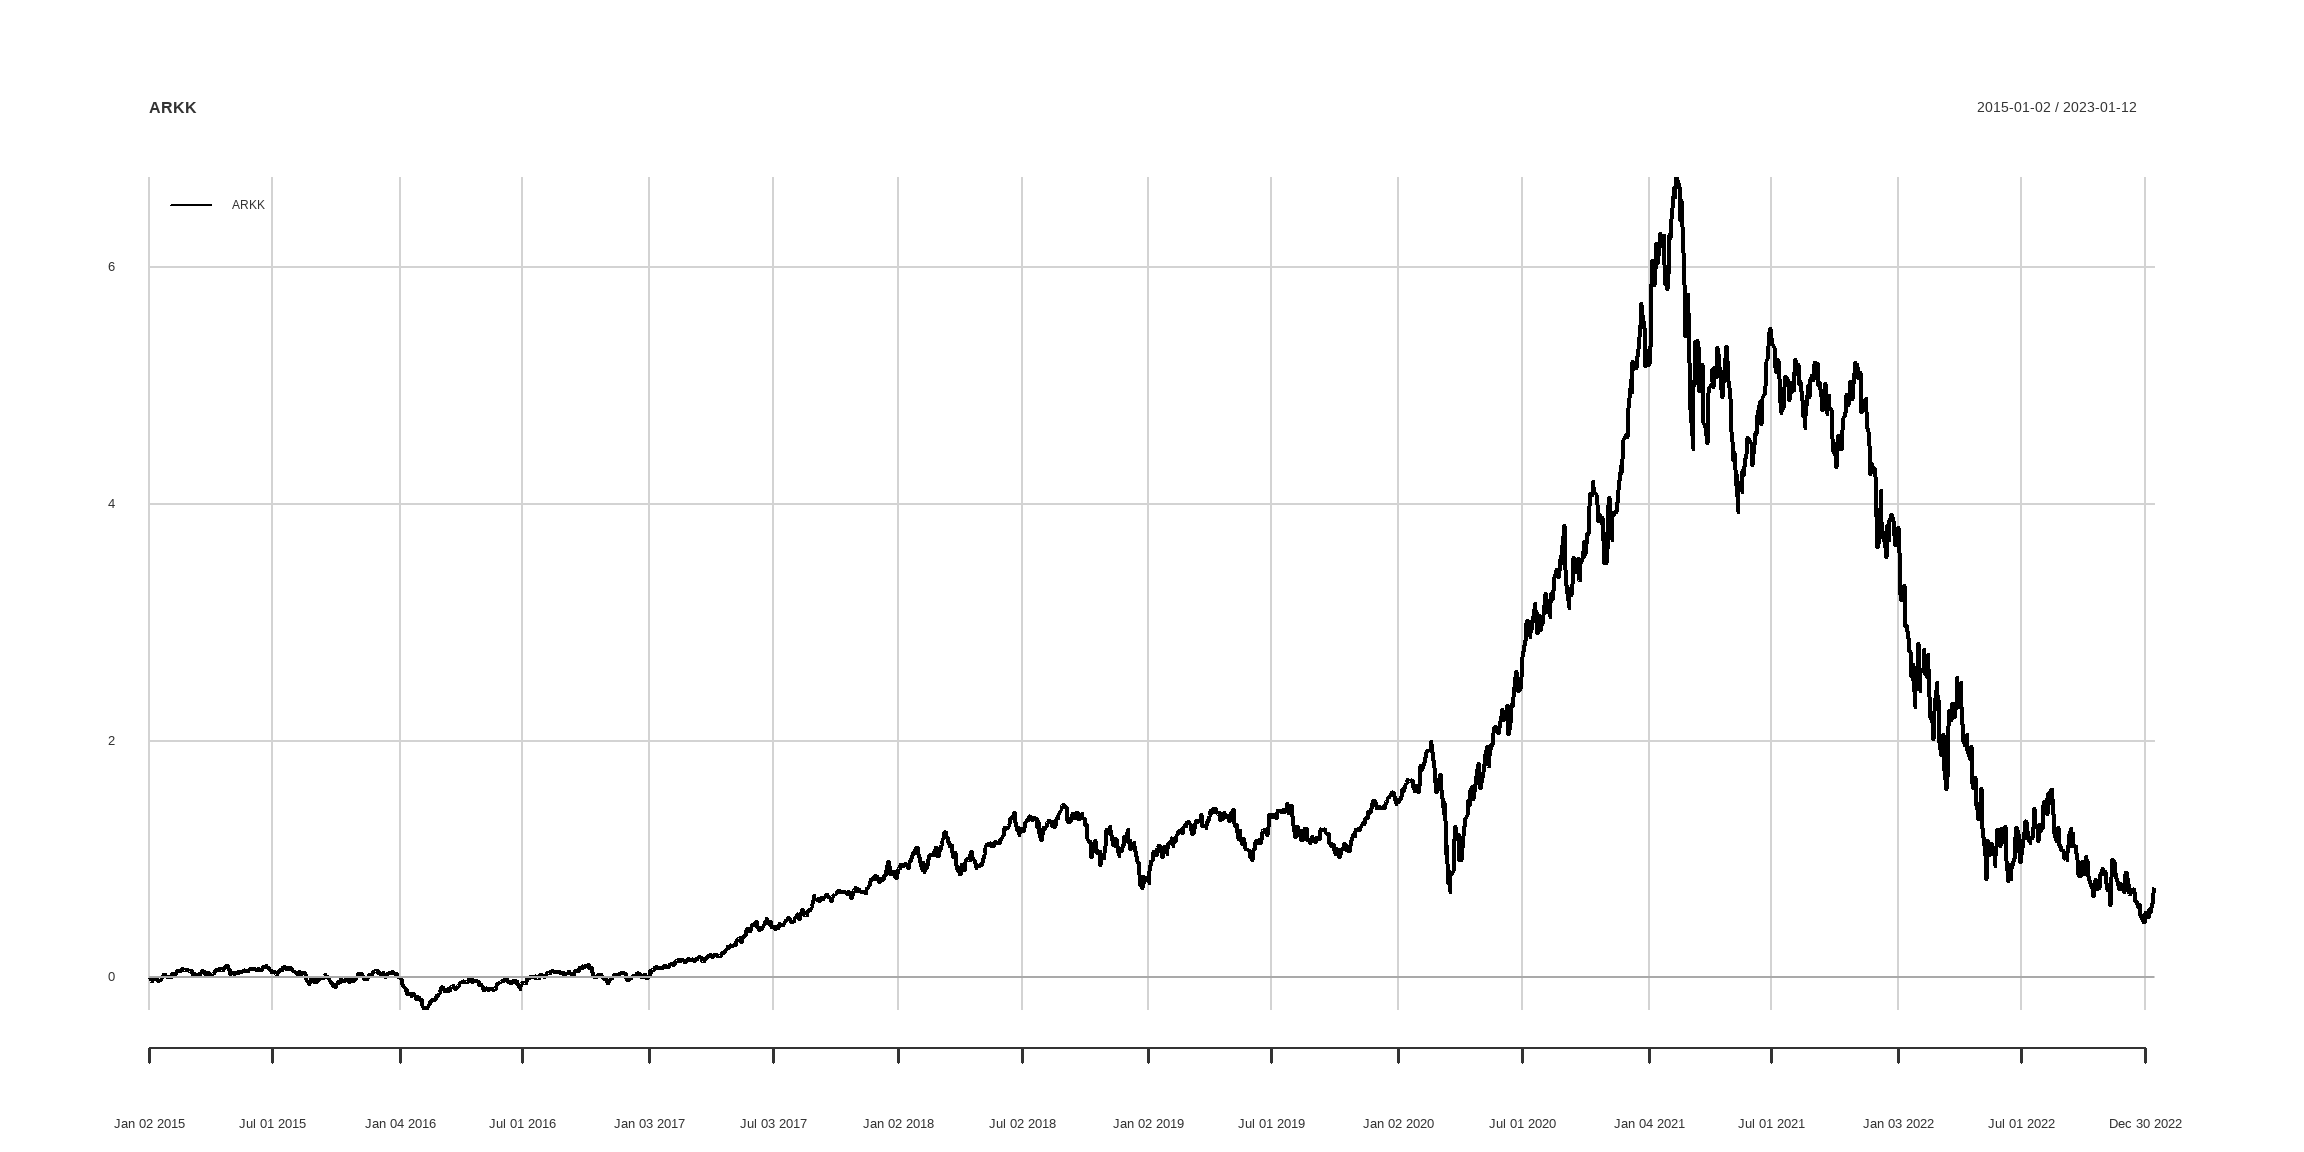 ARKK
2015-01-02 / 2023-01-12
ARKK
6
4
2
0
Jan 02 2015
Jul 01 2015
Jan 04 2016
Jul 01 2016
Jan 03 2017
Jul 03 2017
Jan 02 2018
Jul 02 2018
Jan 02 2019
Jul 01 2019
Jan 02 2020
Jul 01 2020
Jan 04 2021
Jul 01 2021
Jan 03 2022
Jul 01 2022
Dec 30 2022